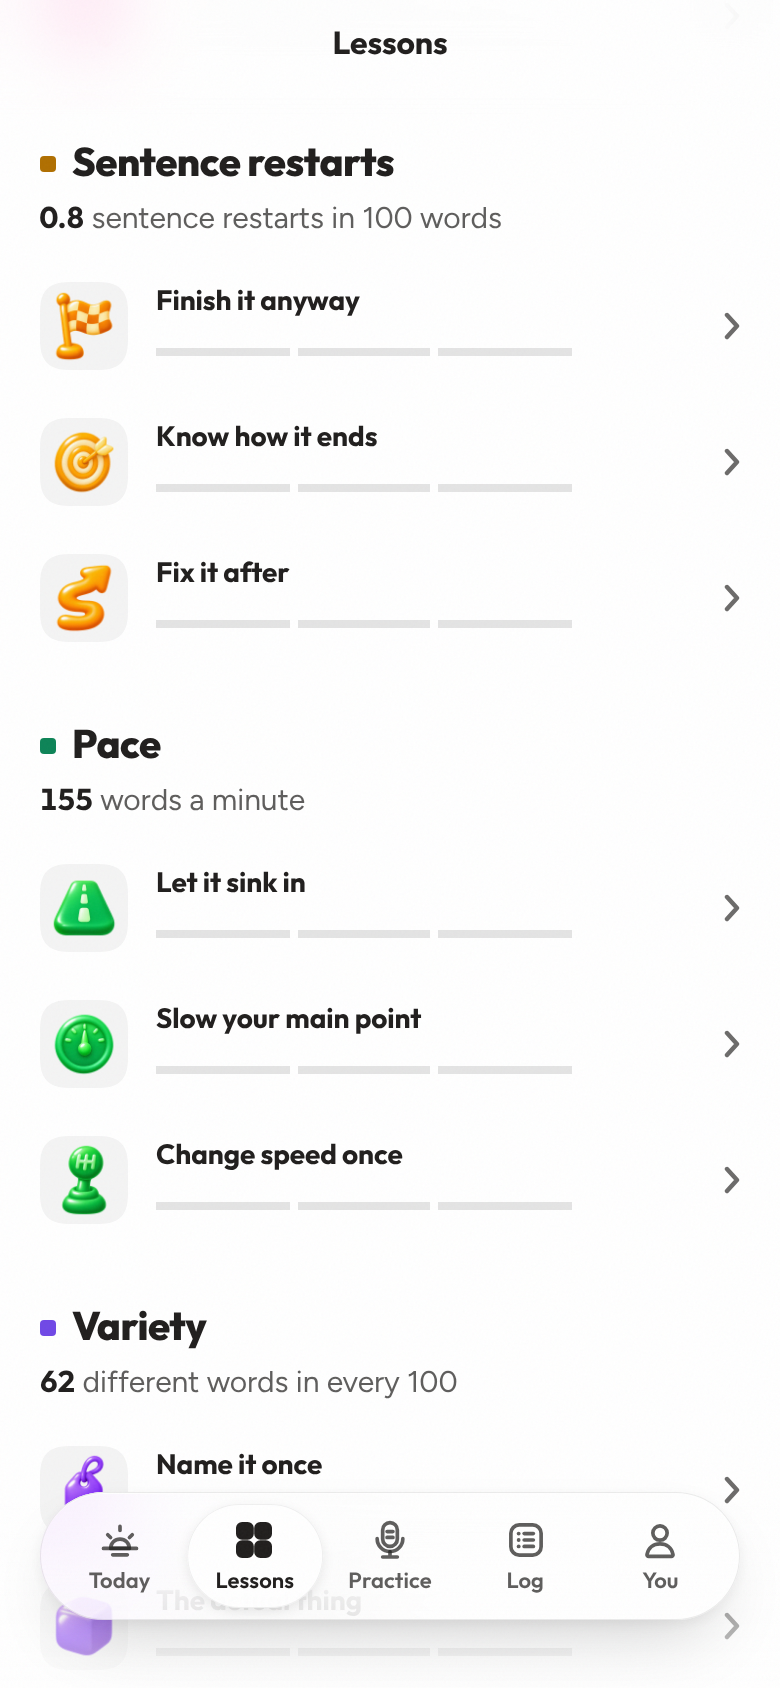 Lessons
Sentence restarts
0.8 sentence restarts in 100 words
Finish it anyway
Know how it ends
Fix it after
Pace
155 words a minute
Let it sink in
Slow your main point
Change speed once
Variety
62 different words in every 100
Name it once
Today
Lessons
Practice
Log
You
The thing